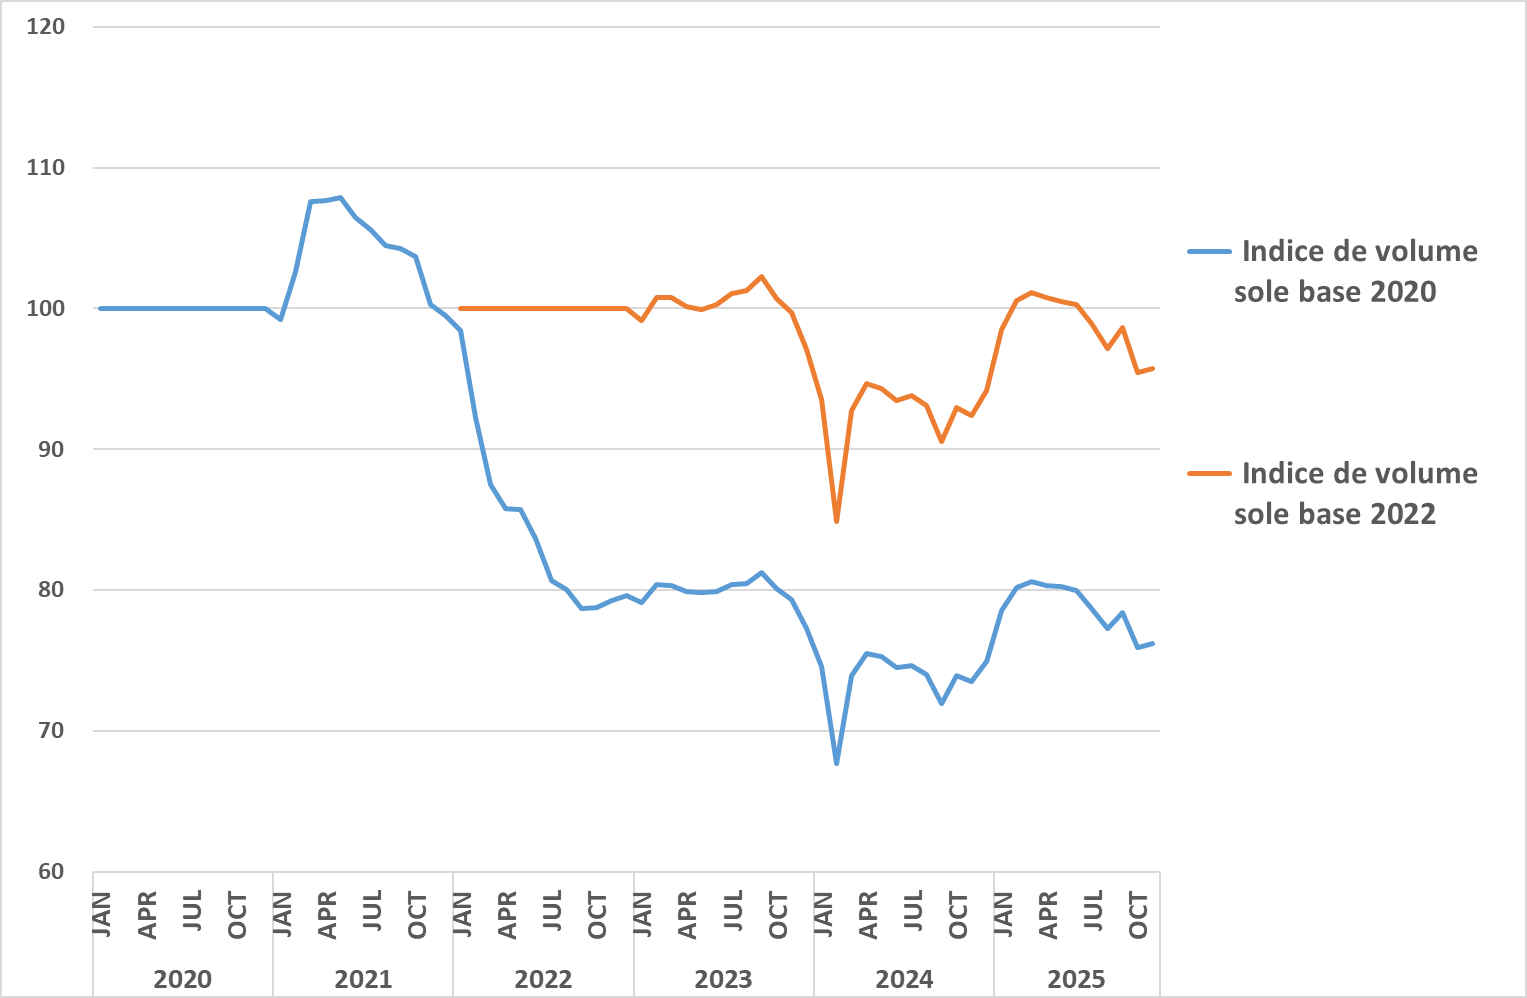 120
110
100
90
80
70
60
JAN APR JUL OCT JAN APR JUL OCT JAN APR JUL OCT JAN APR JUL OCT JAN APR JUL OCT JAN APR JUL OCT
2020 2021 2022 2023 2024 2025
Indice de volume
sole base 2020
Indice de volume
sole base 2022